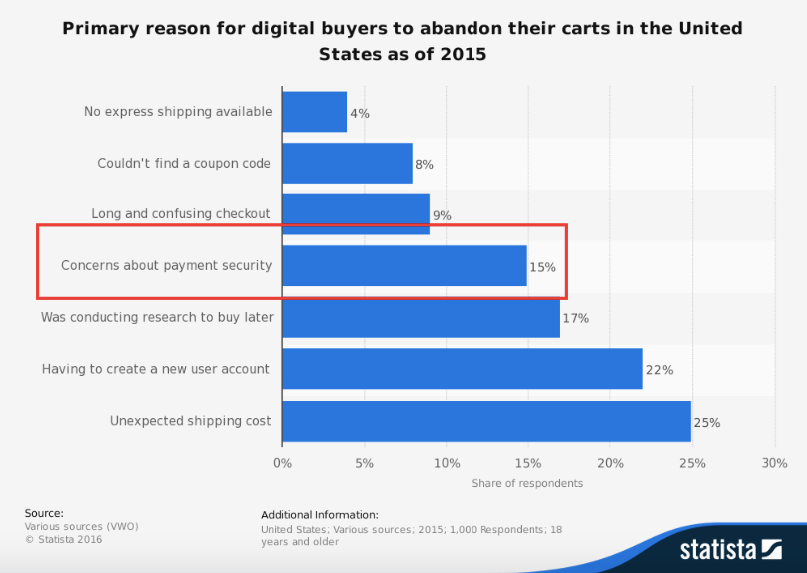 Primary reason for digital buyers to abandon their carts in the United
States as of 2015
No express shipping available
4%
Couldn't find a coupon code
8%
Long and confusing checkout
9%
Concerns about payment security
15%
Was conducting research to buy later
17%
Having to create a new user account
22%
Unexpected shipping cost
25%
0% 5% 10% 15% 20% 25% 30%
Share of respondents
Source:
Various sources (VWO)
© Statista 2016
Additional Information:
United States; Various sources; 2015; 1,000 Respondents; 18
years and older
statista